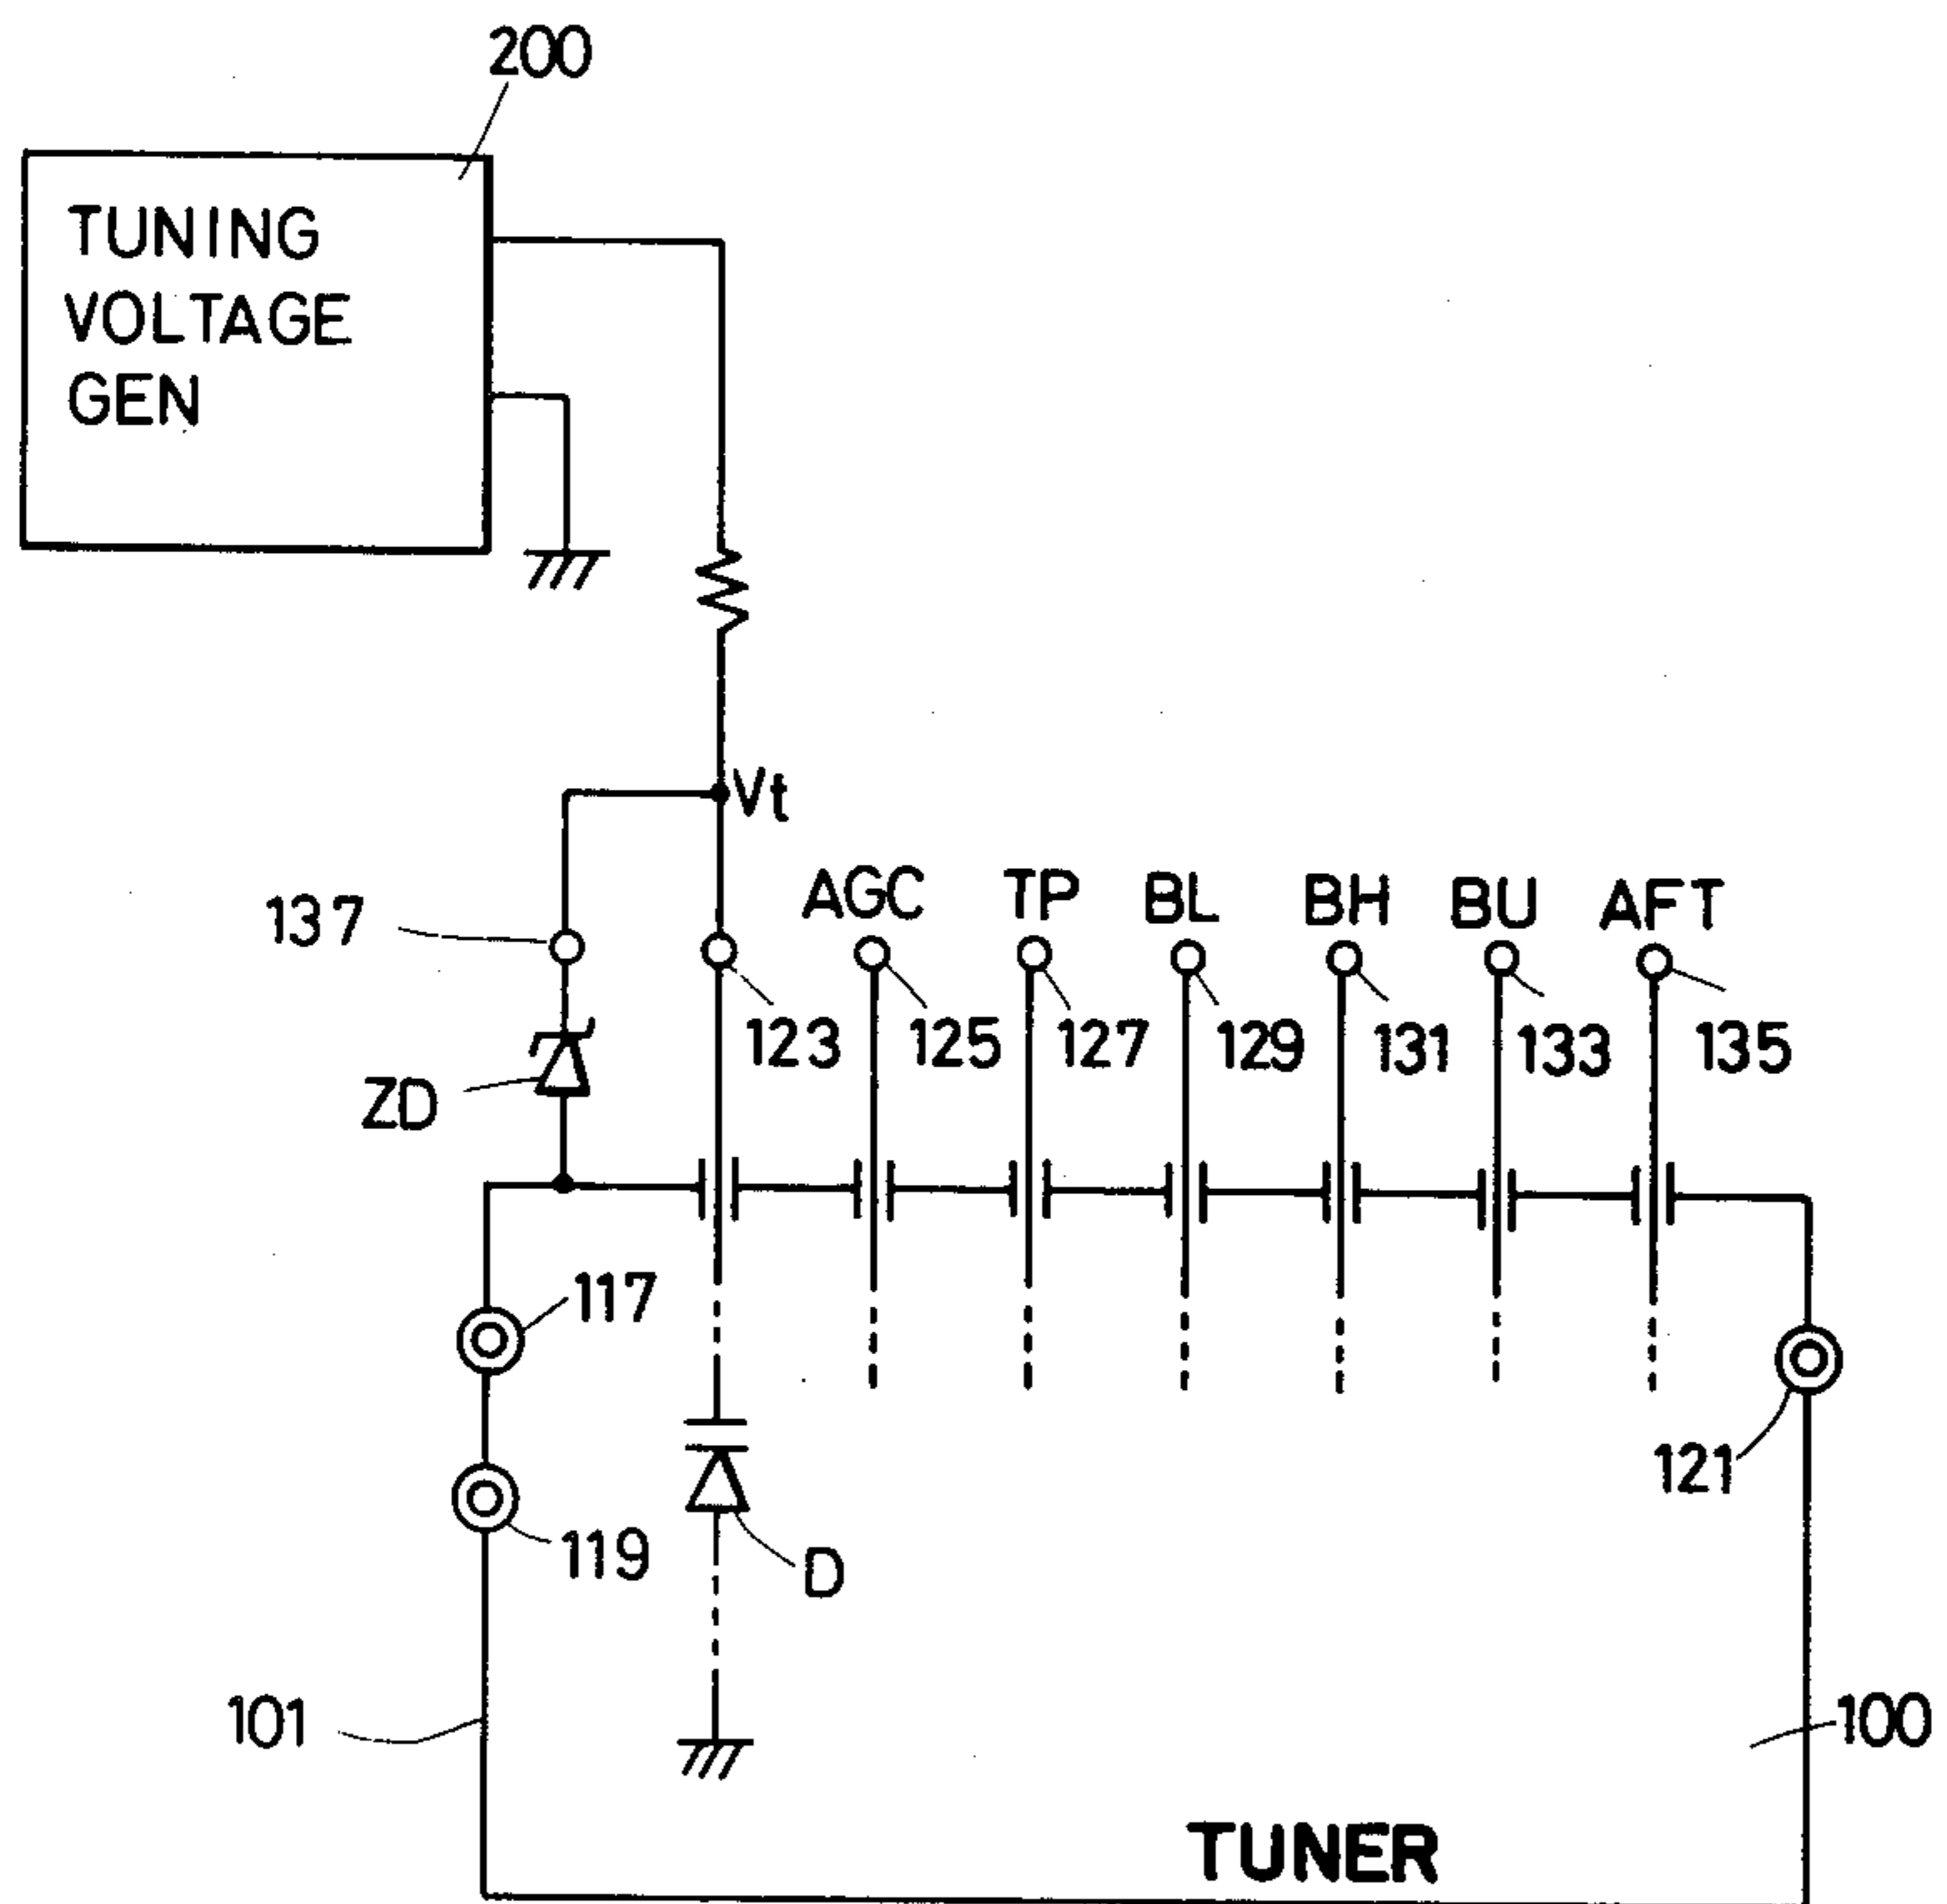 200
TUNING
VOLTAGE
GEN
Vt
137
AGC
TP
BL
BH
BU
AFT
123
125
127
129
131
133
135
ZD
117
121
119
D
101
100
TUNER